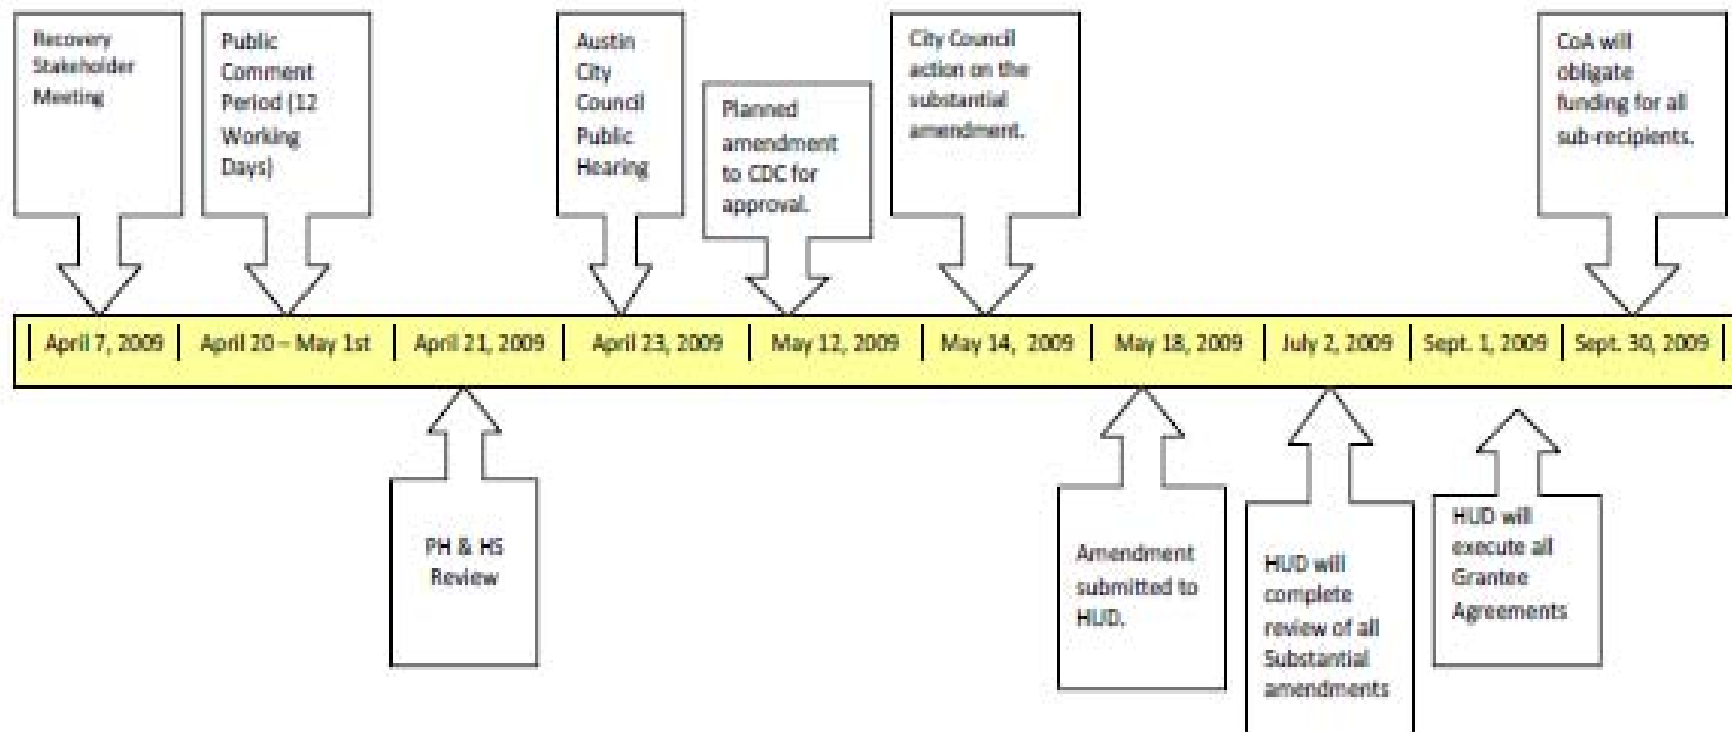 Recovery
Stakeholder
Meeting
Public
Comment
Period (12
Working
Days)
Austin
City
Council
Public
Hearing
Planned
amendment
to CDC for
approval.
City Council
action on the
substantial
amendment.
CoA will
obligate
funding for all
sub-recipients.
April 7, 2009
April 20 – May 1st
April 21, 2009
April 23, 2009
May 12, 2009
May 14, 2009
May 18, 2009
July 2, 2009
Sept. 1, 2009
Sept. 30, 2009
PH & HS
Review
Amendment
submitted to
HUD.
HUD will
complete
review of all
Substantial
amendments
HUD will
execute all
Grantee
Agreements